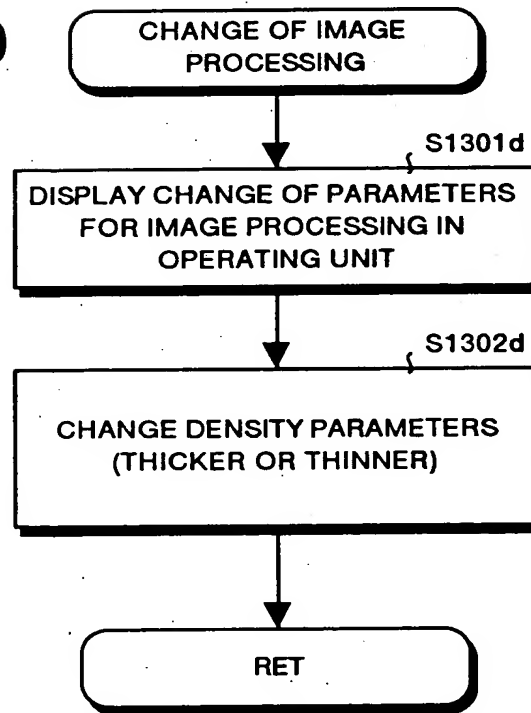 CHANGE OF IMAGE
PROCESSING
S1301d
DISPLAY CHANGE OF PARAMETERS
FOR IMAGE PROCESSING IN
OPERATING UNIT
S1302d
CHANGE DENSITY PARAMETERS
(THICKER OR THINNER)
RET